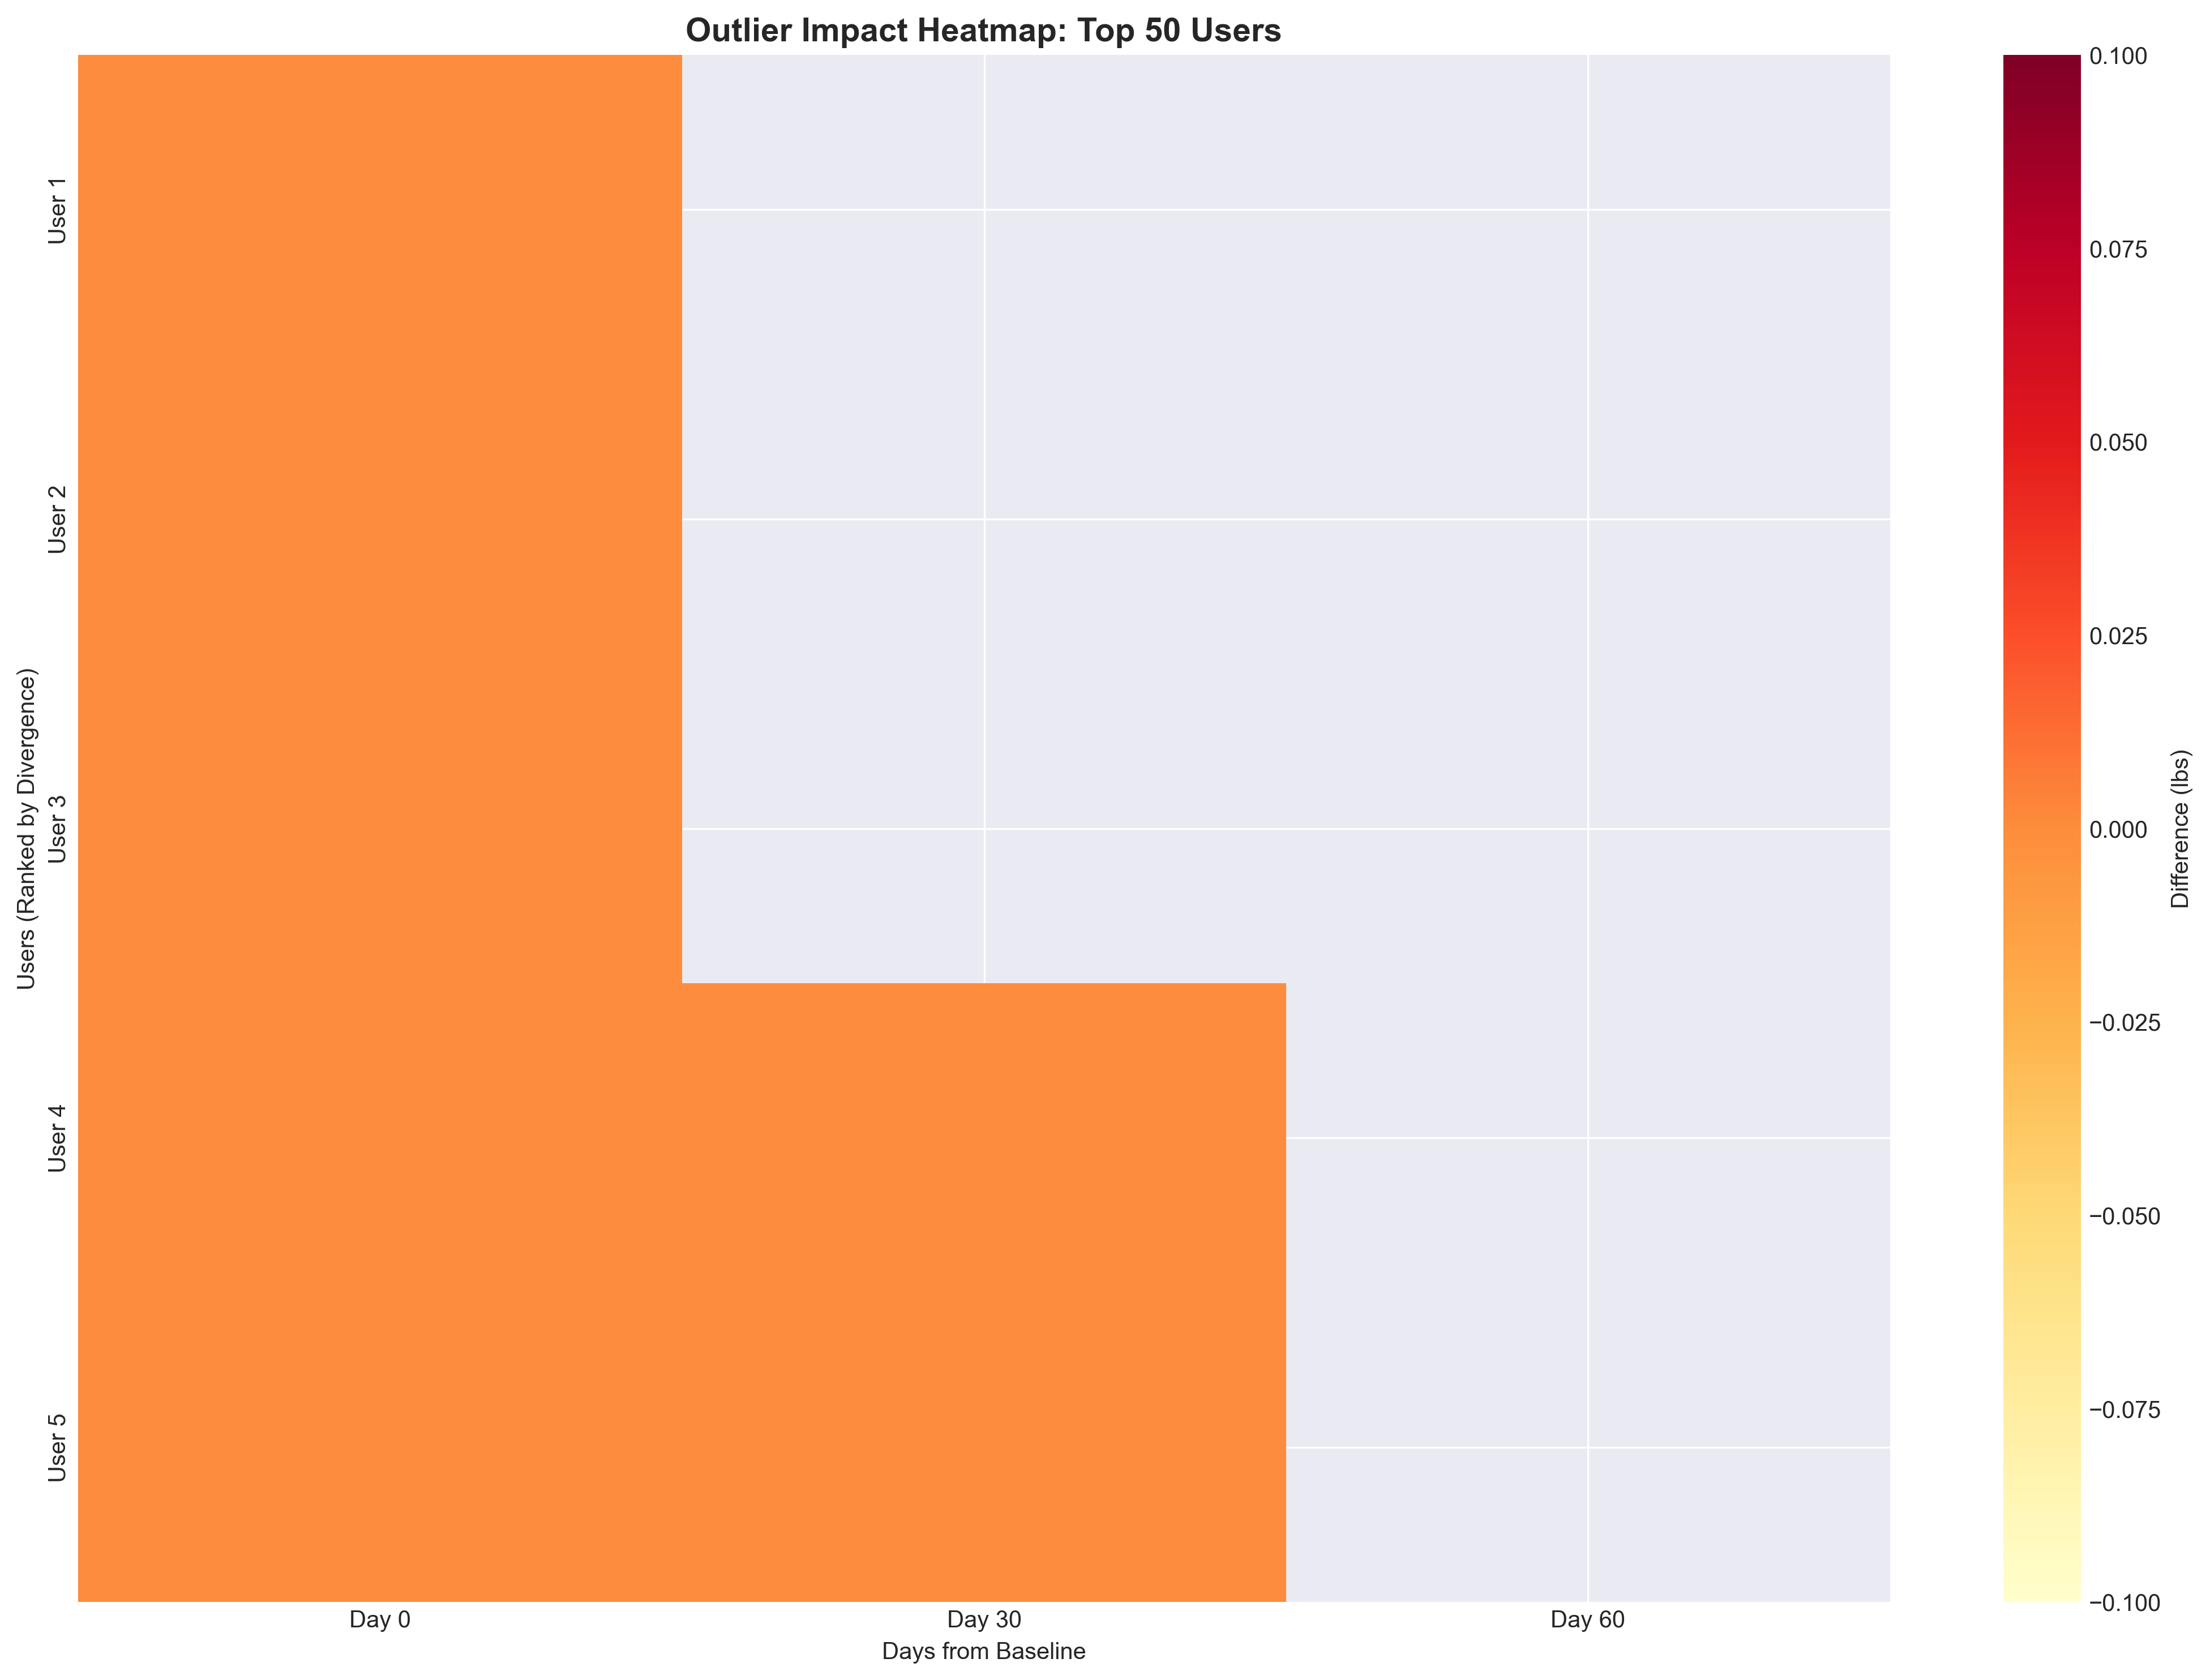 Outlier Impact Heatmap: Top 50 Users
Users (Ranked by Divergence)
User 1
User 2
User 3
User 4
User 5
Day 0
Day 30
Day 60
Days from Baseline
0.100
0.075
0.050
0.025
0.000
−0.025
−0.050
−0.075
−0.100
Difference (lbs)